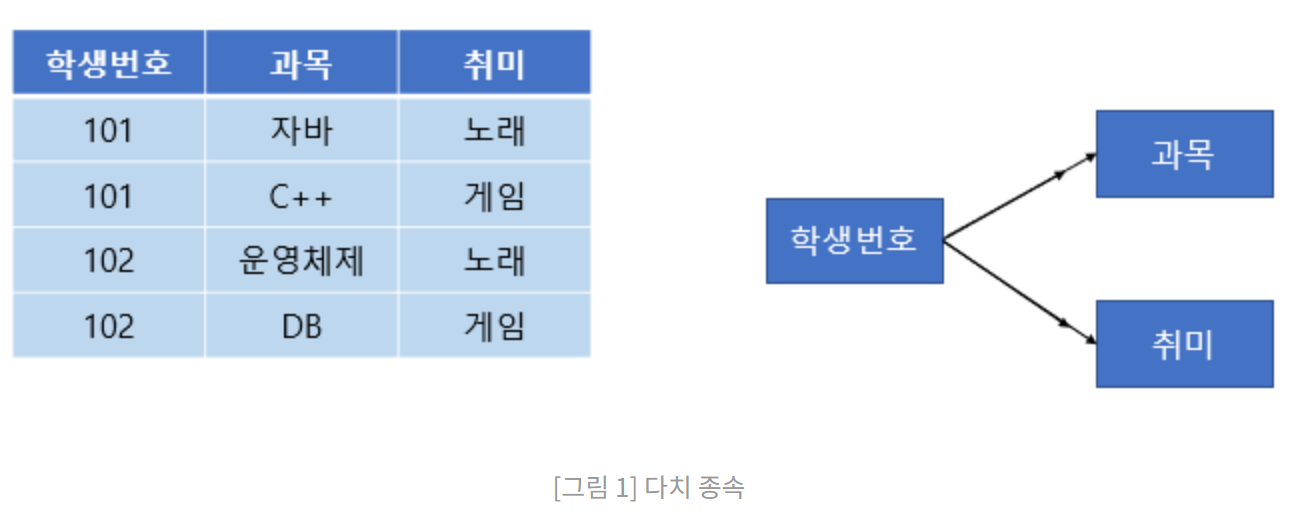 학생번호 과목 취미
101 자바 노래
101 C++ 게임
102 운영체제 노래
102 DB 게임
학생번호
과목
취미
[그림 1] 다치 종속